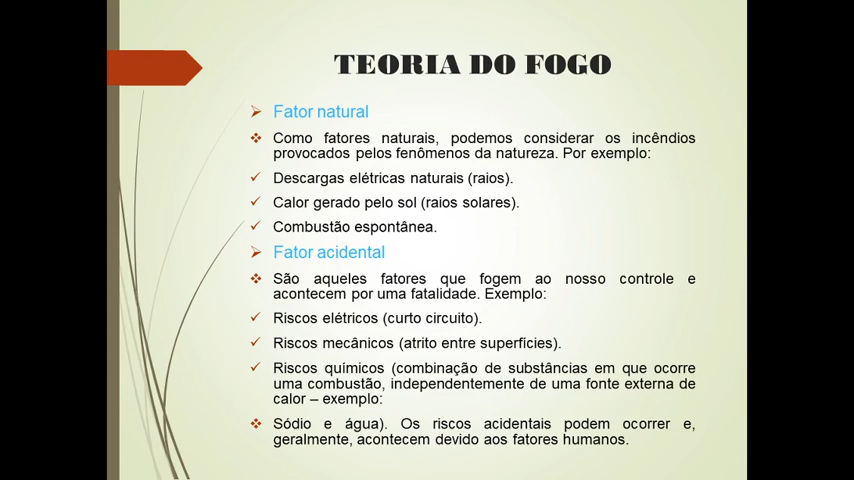 TEORIA DO FOGO
Fator natural
Como fatores naturais, podemos considerar os incêndios
provocados pelos fenômenos da natureza. Por exemplo:
Descargas elétricas naturais (raios).
Calor gerado pelo sol (raios solares).
Combustão espontânea.
Fator acidental
São aqueles fatores que fogem ao nosso controle e
acontecem por uma fatalidade. Exemplo:
Riscos elétricos (curto circuito).
Riscos mecânicos (atrito entre superfícies).
Riscos químicos (combinação de substâncias em que ocorre
uma combustão, independentemente de uma fonte externa de
calor – exemplo:
Sódio e água). Os riscos acidentais podem ocorrer e,
geralmente, acontecem devido aos fatores humanos.